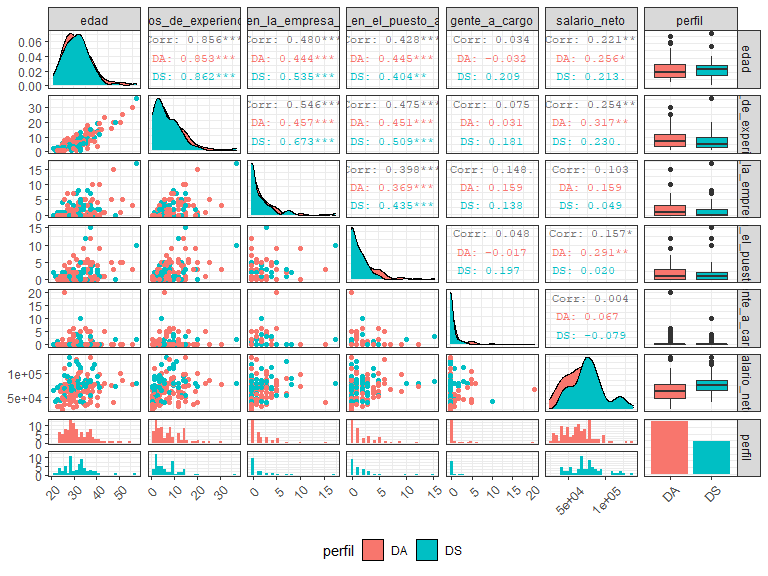 edad os_de_experienc en_la_empresa_ _en_el_puesto_a gente_a_cargo salario_neto perfil
0.06 Corr: 0.856*** Corr: 0.480*** Corr: 0.428*** Corr: 0.034 Corr: 0.221** edad
0.04 DA: 0.853*** DA: 0.444*** DA: 0.445*** DA: -0.032 DA: 0.256*
0.02 DS: 0.862*** DS: 0.535*** DS: 0.404** DS: 0.209 DS: 0.213.
0.00
30 Corr: 0.546*** Corr: 0.475*** Corr: 0.075 Corr: 0.254** _de_experi
20 DA: 0.457*** DA: 0.451*** DA: 0.031 DA: 0.317**
10 DS: 0.673*** DS: 0.509*** DS: 0.181 DS: 0.230.
0
15 Corr: 0.398*** Corr: 0.148. Corr: 0.103 _la_empre
10 DA: 0.369*** DA: 0.159 DA: 0.159
5 DS: 0.435*** DS: 0.138 DS: 0.049
0
15 Corr: 0.048 Corr: 0.157* _el_puest
10 DA: -0.017 DA: 0.291**
5 DS: 0.197 DS: 0.020
0
20 Corr: 0.004 nte_a_car
15 DA: 0.067
10 DS: -0.079
5
0
1e+05 alario_net
5e+04
10 perfil
5
0
10
5
0
20 30 40 50 0 10 20 30 0 5 10 15 0 5 10 15 0 5 10 15 20 5e+04 1e+05 DA DS
perfil DA DS